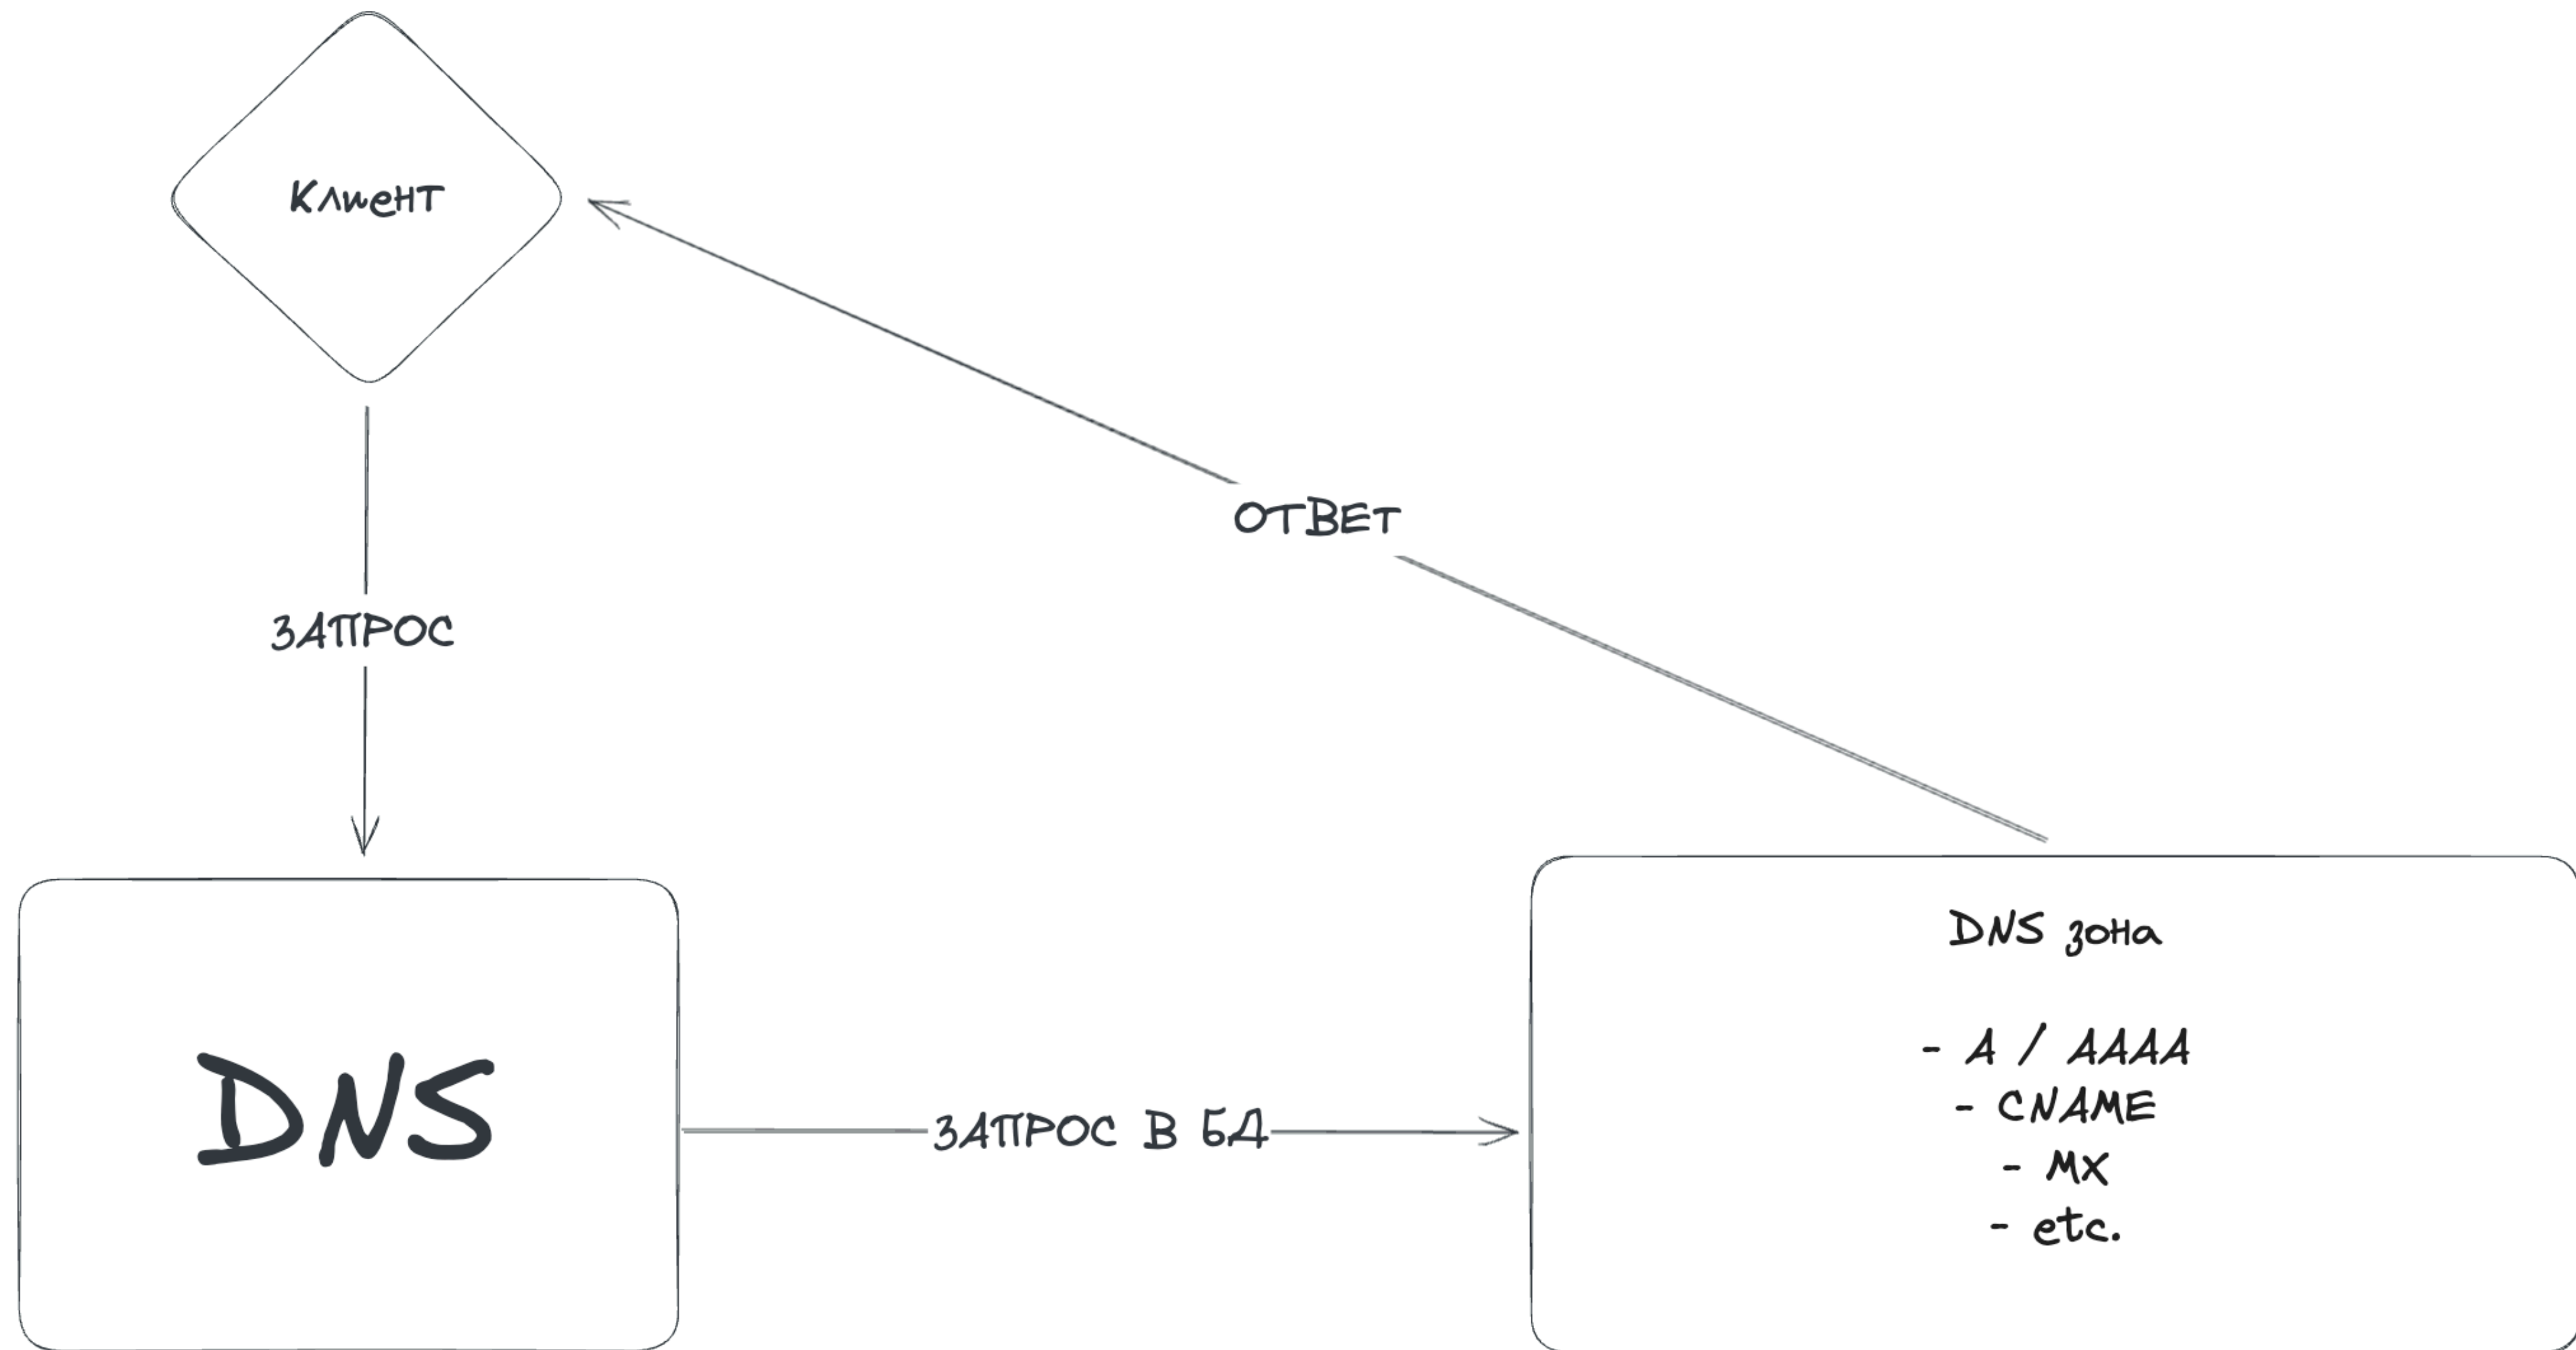 Клиент
ОТВЕТ
ЗАПРОС
DNS зона
- A / AAAA
- CNAME
- MX
- etc.
DNS
ЗАПРОС В БД